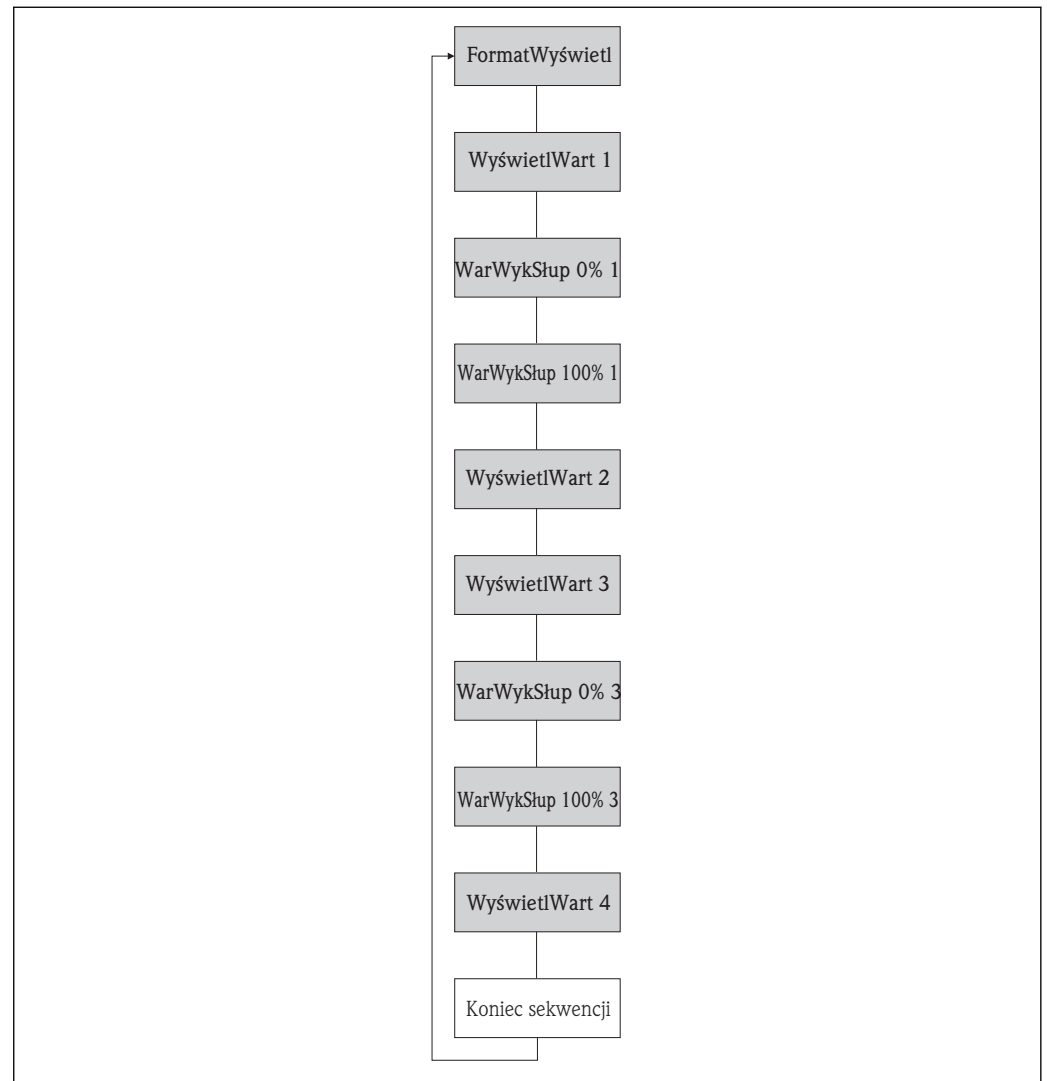 FormatWyświetl
WyświetlWart 1
WarWykSłup 0% 1
WarWykSłup 100% 1
WyświetlWart 2
WyświetlWart 3
WarWykSłup 0% 3
WarWykSłup 100% 3
WyświetlWart 4
Koniec sekwencji